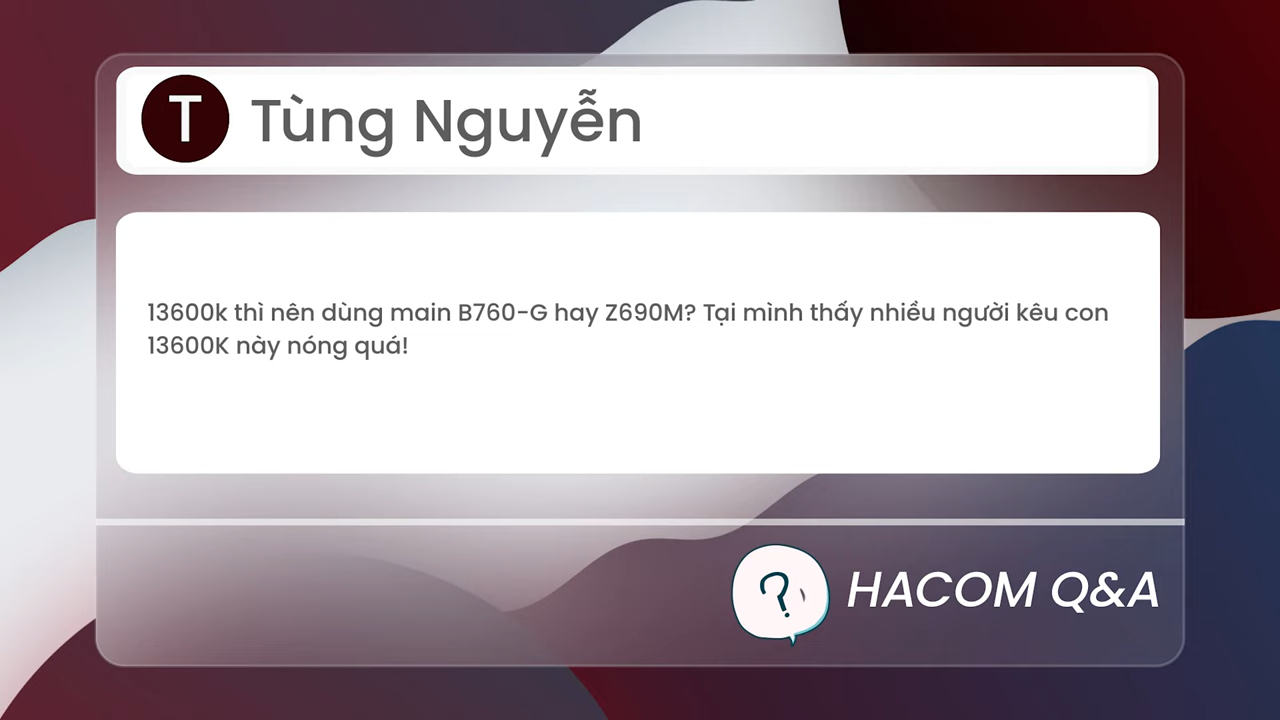 T
Tùng Nguyễn
13600k thì nên dùng main B760-G hay Z690M? Tại mình thấy nhiều người kêu con
13600K này nóng quá!
?
HACOM Q&A